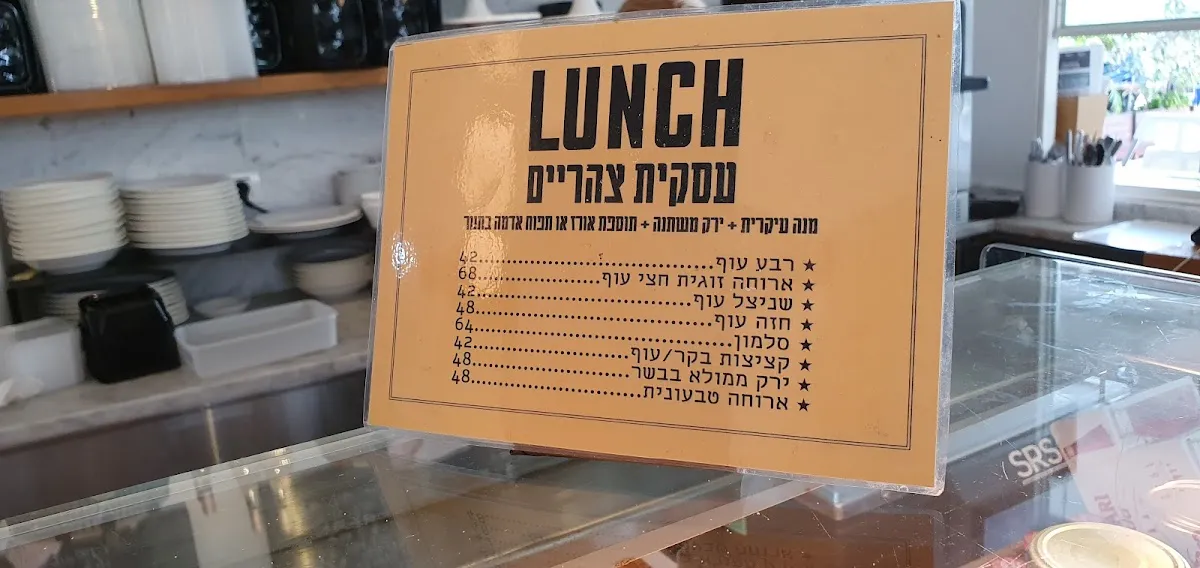 LUNCH
עסקית צהריים
מנה עיקרית + ירק משתנה + תוספת אורז או תפוח אדמה בתנור
★ רבע עוף..............................42
★ ארוחה זוגית חצי עוף...............68
★ שניצל עוף............................42
★ חזה עוף..............................48
★ סלמון.................................64
★ קציצות בקר/עוף....................42
★ ירק ממולא בבשר....................48
★ ארוחה טבעונית......................48
SRS